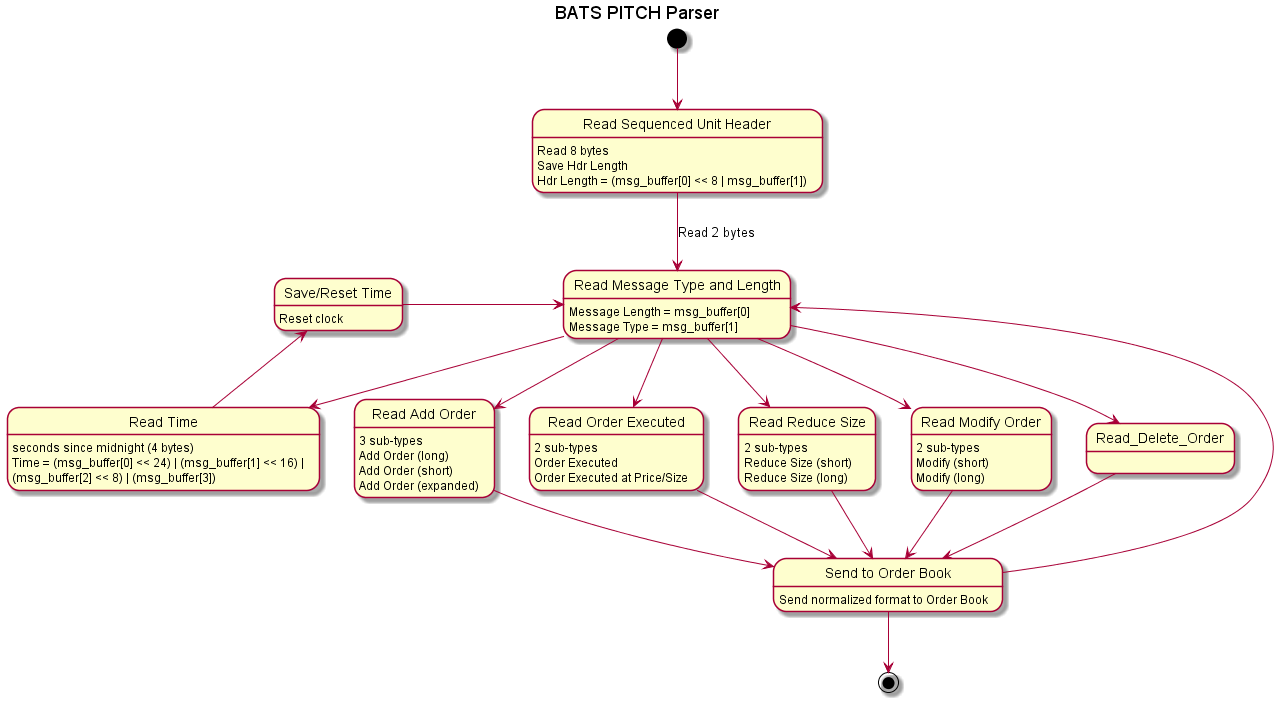 BATS PITCH Parser
Read Sequenced Unit Header
Read 8 bytes
Save Hdr Length
Hdr Length = (msg_buffer[0] << 8 | msg_buffer[1])
Read 2 bytes
Save/Reset Time
Reset clock
Read Message Type and Length
Message Length = msg_buffer[0]
Message Type = msg_buffer[1]
Read Time
seconds since midnight (4 bytes)
Time = (msg_buffer[0] << 24) | (msg_buffer[1] << 16) |
(msg_buffer[2] << 8) | (msg_buffer[3])
Read Add Order
3 sub-types
Add Order (long)
Add Order (short)
Add Order (expanded)
Read Order Executed
2 sub-types
Order Executed
Order Executed at Price/Size
Read Reduce Size
2 sub-types
Reduce Size (short)
Reduce Size (long)
Read Modify Order
2 sub-types
Modify (short)
Modify (long)
Read_Delete_Order
Send to Order Book
Send normalized format to Order Book